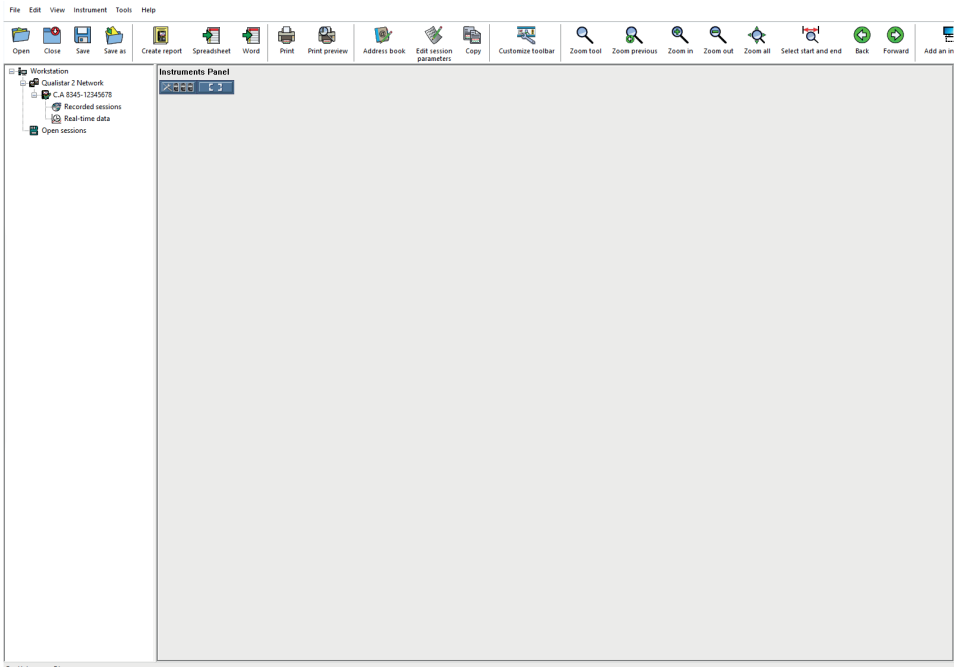 File Edit View Instrument Tools Help
Open Close Save Save as Create report Spreadsheet Word Print Print preview Address book Edit session parameters Copy Customize toolbar Zoom tool Zoom previous Zoom in Zoom out Zoom all Select start and end Back Forward Add an in
Workstation
Qualistar 2 Network
C.A 8345-12345678
Recorded sessions
Real-time data
Open sessions
Instruments Panel